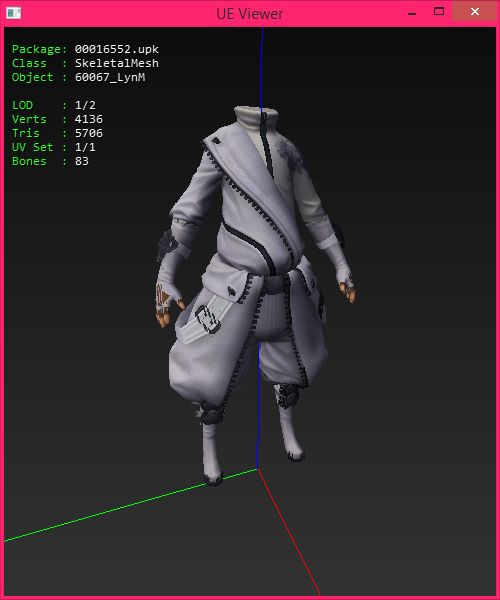 UE Viewer
Package: 00016552.upk
Class  : SkeletalMesh
Object : 60067_LynM
LOD    : 1/2
Verts  : 4136
Tris   : 5706
UV Set : 1/1
Bones  : 83